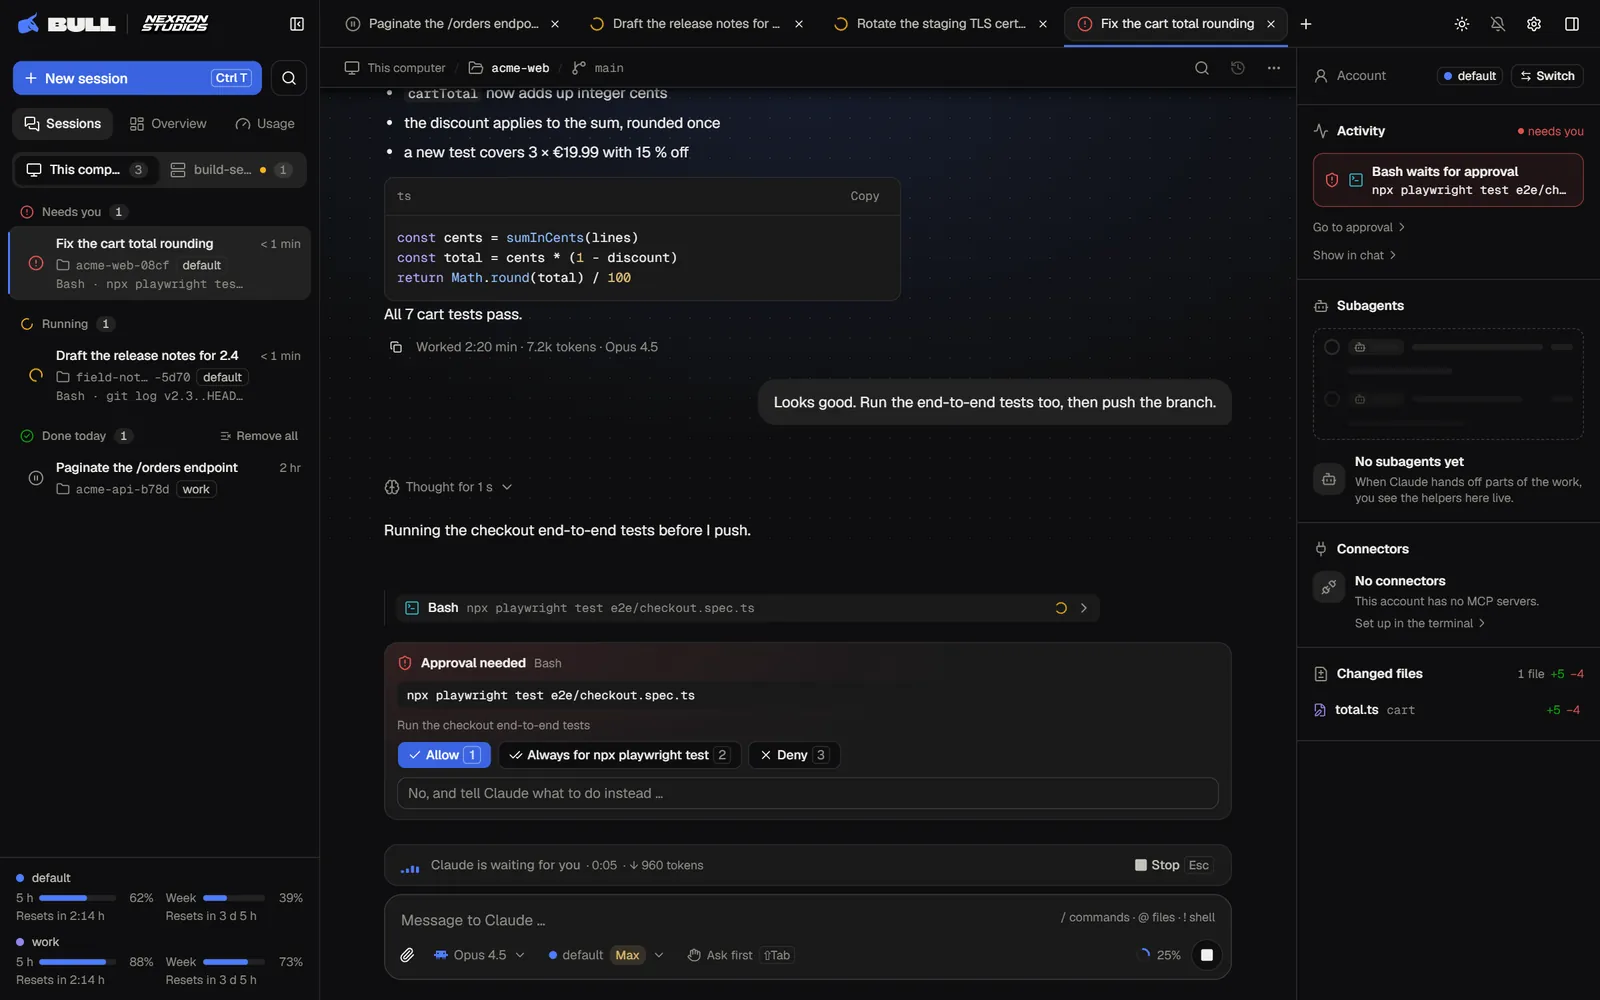 BULL
NEXRON STUDIOS
Paginate the /orders endpo...
Draft the release notes for ...
Rotate the staging TLS cert...
Fix the cart total rounding
New session
Ctrl T
Sessions
Overview
Usage
This comp... 3
build-se... 1
Needs you 1
Fix the cart total rounding < 1 min
acme-web-08cf default
Bash · npx playwright tes...
Running 1
Draft the release notes for 2.4 < 1 min
field-not... -5d70 default
Bash · git log v2.3..HEAD...
Done today 1 Remove all
Paginate the /orders endpoint 2 hr
acme-api-b78d work
default
5 h 62% Week 39%
Resets in 2:14 h Resets in 3 d 5 h
work
5 h 88% Week 73%
Resets in 2:14 h Resets in 3 d 5 h
This computer / acme-web / main
• cartTotal now adds up integer cents
• the discount applies to the sum, rounded once
• a new test covers 3 × €19.99 with 15 % off
ts Copy
const cents = sumInCents(lines)
const total = cents * (1 - discount)
return Math.round(total) / 100
All 7 cart tests pass.
Worked 2:20 min · 7.2k tokens · Opus 4.5
Looks good. Run the end-to-end tests too, then push the branch.
Thought for 1 s
Running the checkout end-to-end tests before I push.
Bash npx playwright test e2e/checkout.spec.ts
Approval needed Bash
npx playwright test e2e/checkout.spec.ts
Run the checkout end-to-end tests
Allow 1
Always for npx playwright test 2
Deny 3
No, and tell Claude what to do instead ...
Claude is waiting for you · 0:05 · ↓ 960 tokens
Stop Esc
Message to Claude ...
/ commands · @ files · ! shell
Opus 4.5
default Max
Ask first ⇧Tab
25%
Account default Switch
Activity • needs you
Bash waits for approval
npx playwright test e2e/ch...
Go to approval
Show in chat
Subagents
No subagents yet
When Claude hands off parts of the work,
you see the helpers here live.
Connectors
No connectors
This account has no MCP servers.
Set up in the terminal
Changed files 1 file +5 −4
total.ts cart +5 −4